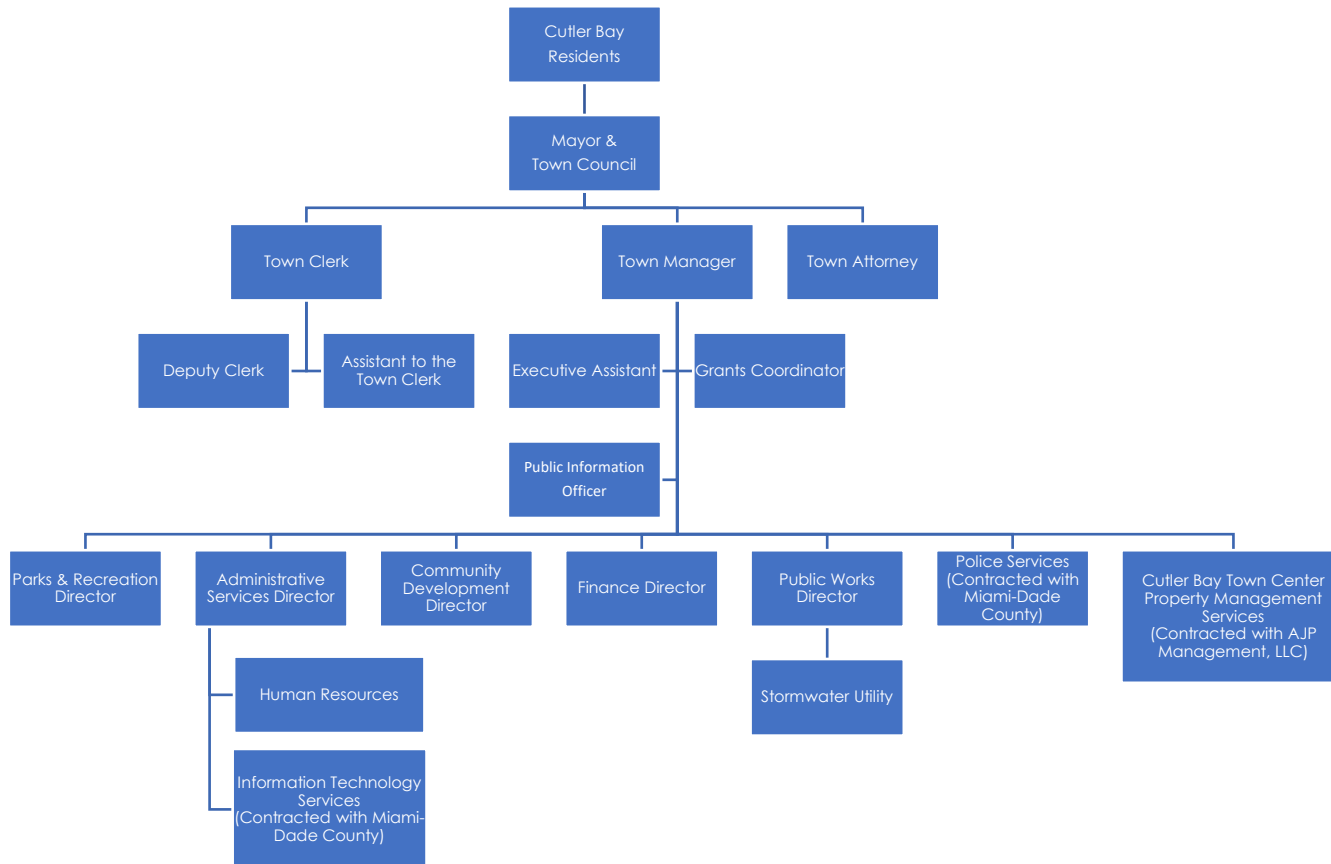 Cutler Bay
Residents
Mayor &
Town Council
Town Clerk
Town Manager
Town Attorney
Deputy Clerk
Assistant to the
Town Clerk
Executive Assistant
Grants Coordinator
Public Information
Officer
Parks & Recreation
Director
Administrative
Services Director
Community
Development
Director
Finance Director
Public Works
Director
Police Services
(Contracted with
Miami-Dade
County)
Cutler Bay Town Center
Property Management
Services
(Contracted with AJP
Management, LLC)
Human Resources
Stormwater Utility
Information Technology
Services
(Contracted with Miami-
Dade County)